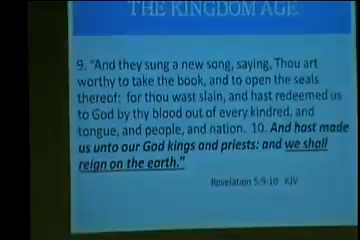 THE KINGDOM AGE
9. “And they sung a new song, saying, Thou art
worthy to take the book, and to open the seals
thereof: for thou wast slain, and hast redeemed us
to God by thy blood out of every kindred, and
tongue, and people, and nation. 10. And hast made
us unto our God kings and priests: and we shall
reign on the earth.”
Revelation 5:9-10 KJV